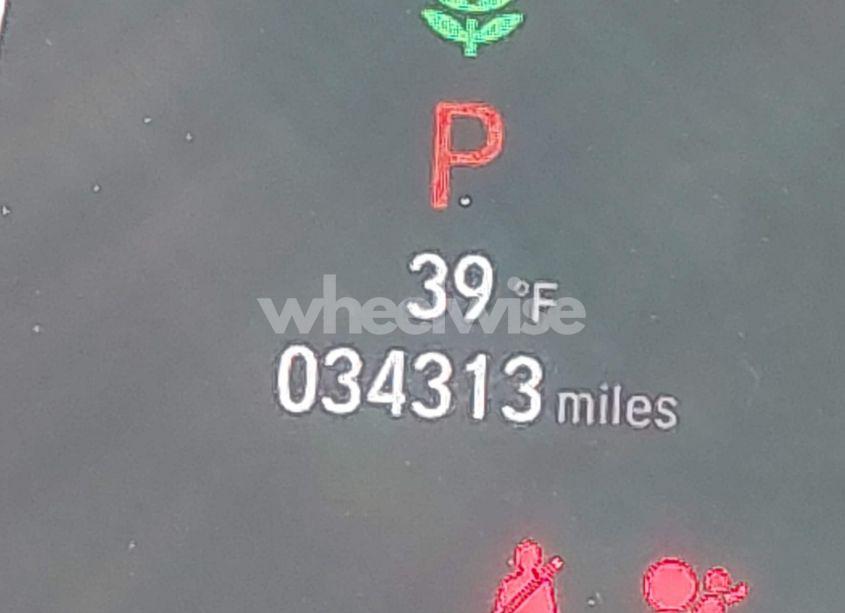 P
39 °F
wheelwise
034313 miles